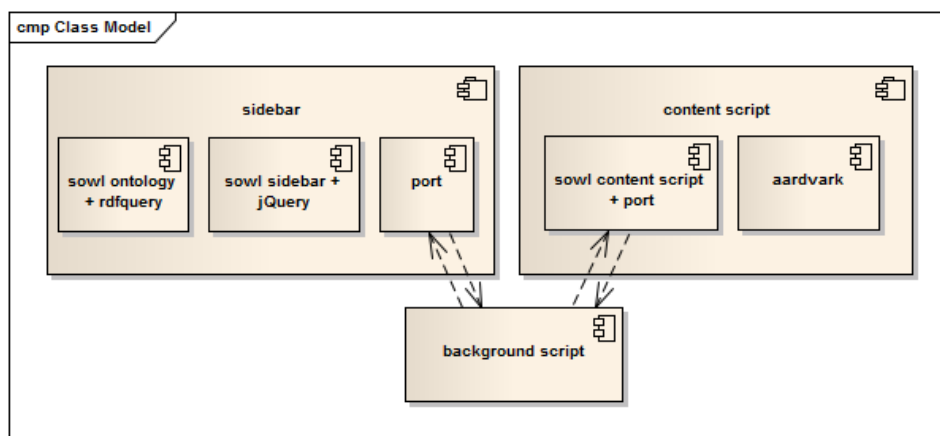 cmp Class Model
sidebar
sowl ontology
+ rdfquery
sowl sidebar +
jQuery
port
content script
sowl content script
+ port
aardvark
background script